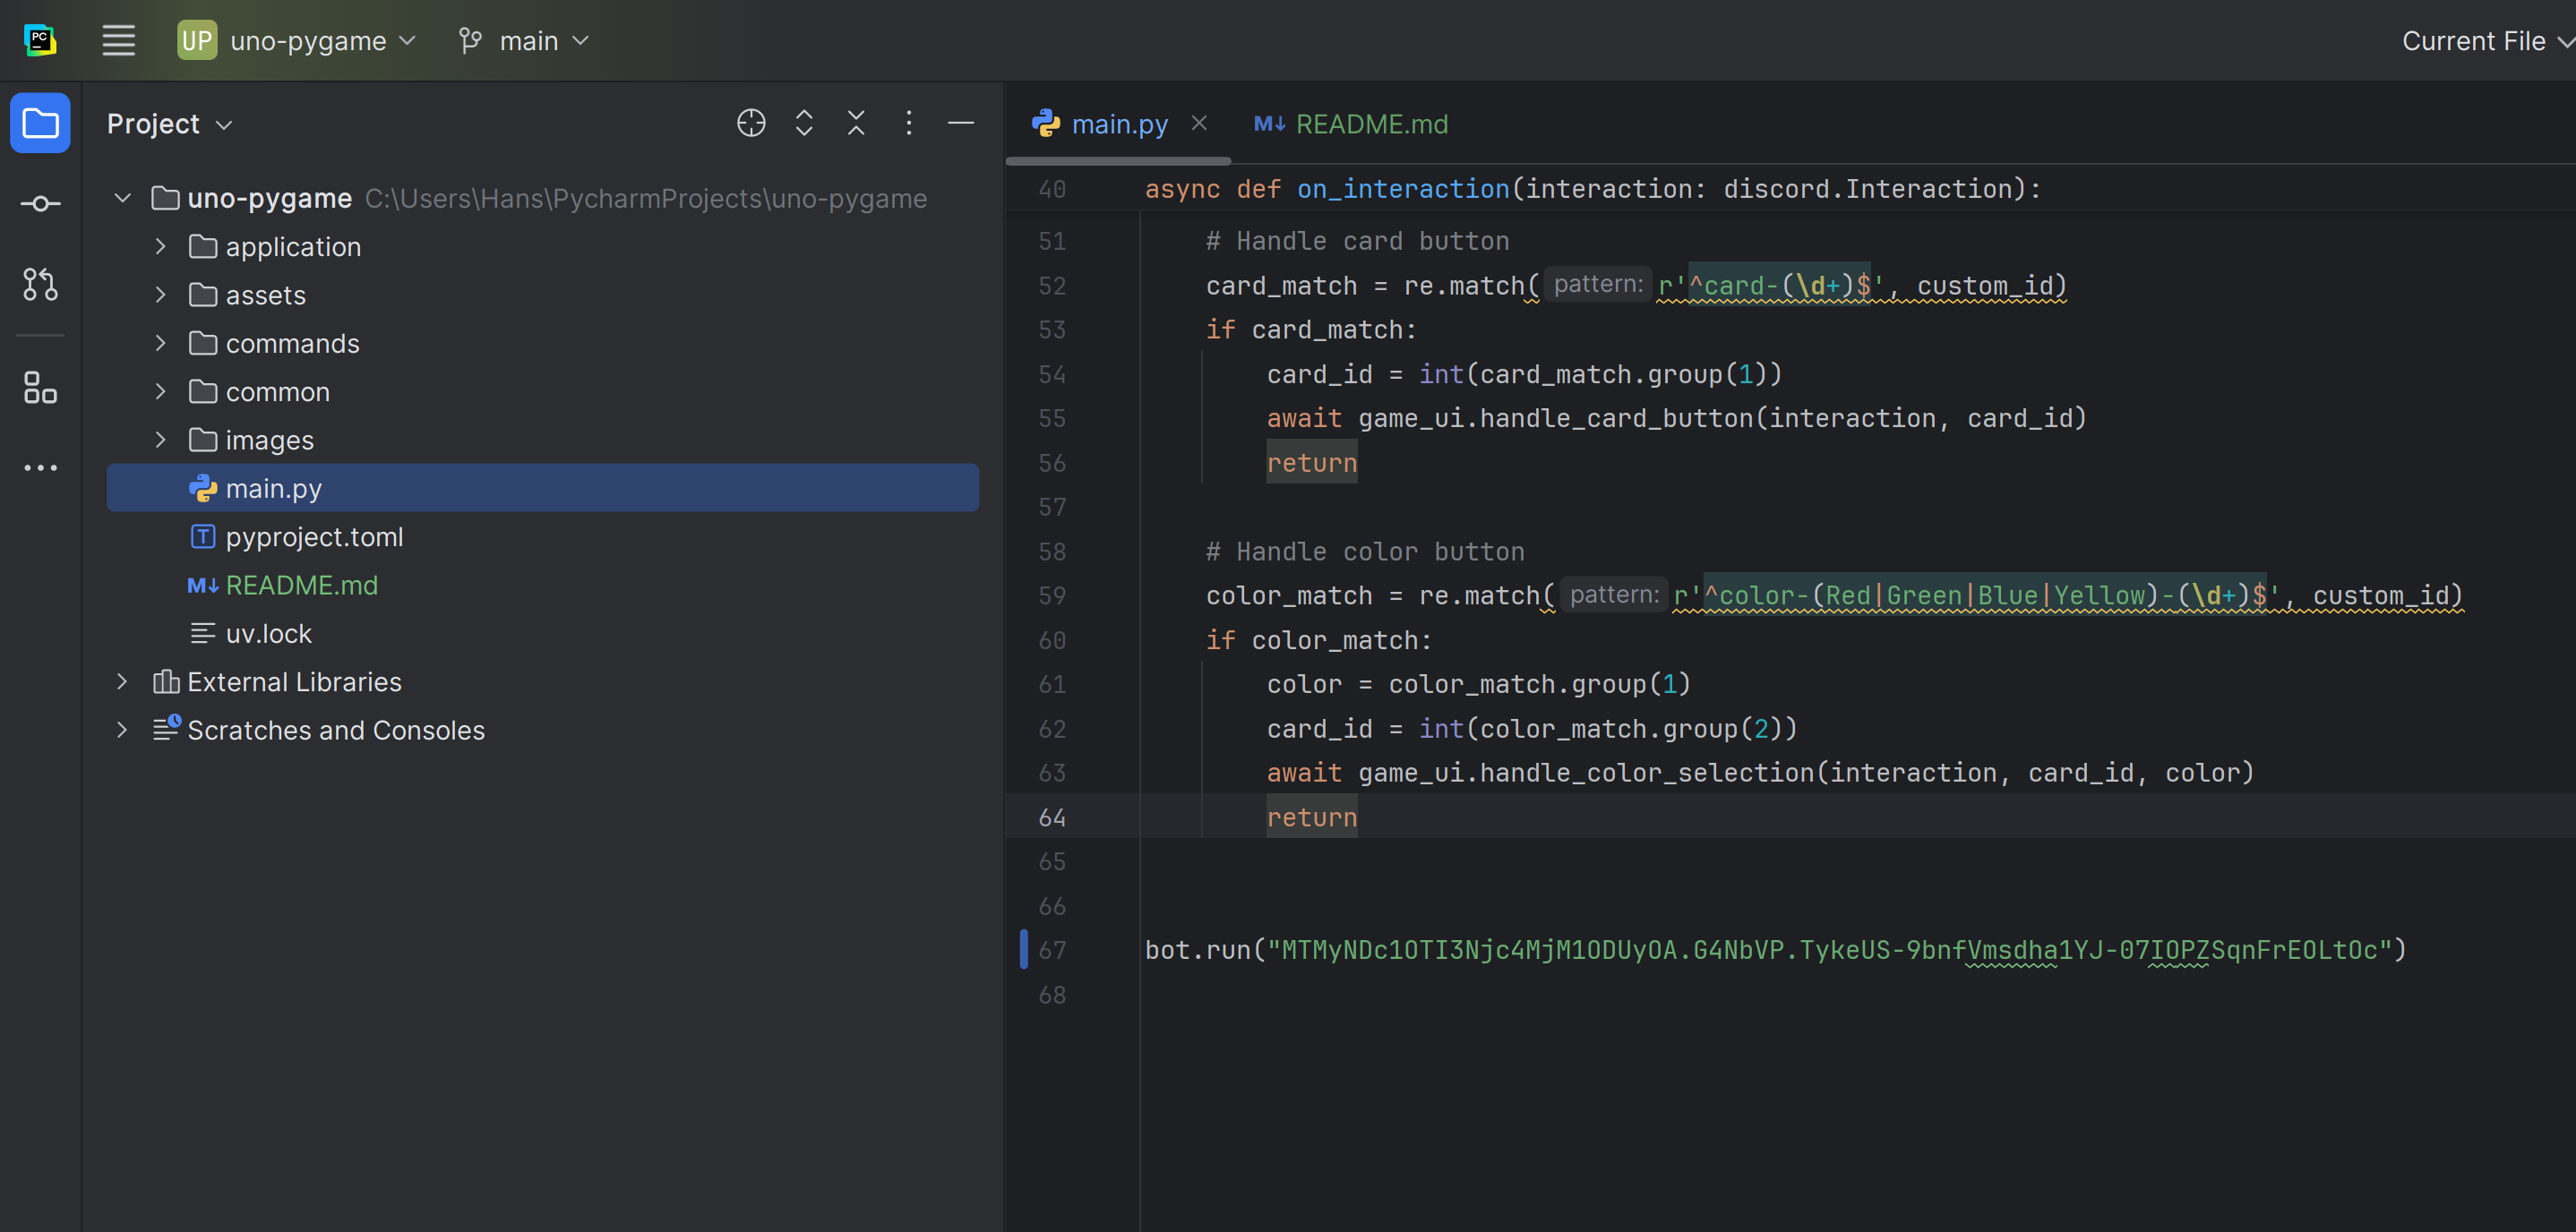 PC
UP uno-pygame
main
Current File
Project
main.py
README.md
uno-pygame C:\Users\Hans\PycharmProjects\uno-pygame
application
assets
commands
common
images
main.py
pyproject.toml
README.md
uv.lock
External Libraries
Scratches and Consoles
40 async def on_interaction(interaction: discord.Interaction):
51 # Handle card button
52 card_match = re.match( pattern: r'^card-(\d+)$', custom_id)
53 if card_match:
54 card_id = int(card_match.group(1))
55 await game_ui.handle_card_button(interaction, card_id)
56 return
57
58 # Handle color button
59 color_match = re.match( pattern: r'^color-(Red|Green|Blue|Yellow)-(\d+)$', custom_id)
60 if color_match:
61 color = color_match.group(1)
62 card_id = int(color_match.group(2))
63 await game_ui.handle_color_selection(interaction, card_id, color)
64 return
65
66
67 bot.run("MTMyNDc1OTI3Njc4MjM1ODUyOA.G4NbVP.TykeUS-9bnfVmsdha1YJ-07IOPZSqnFrEOLtOc")
68